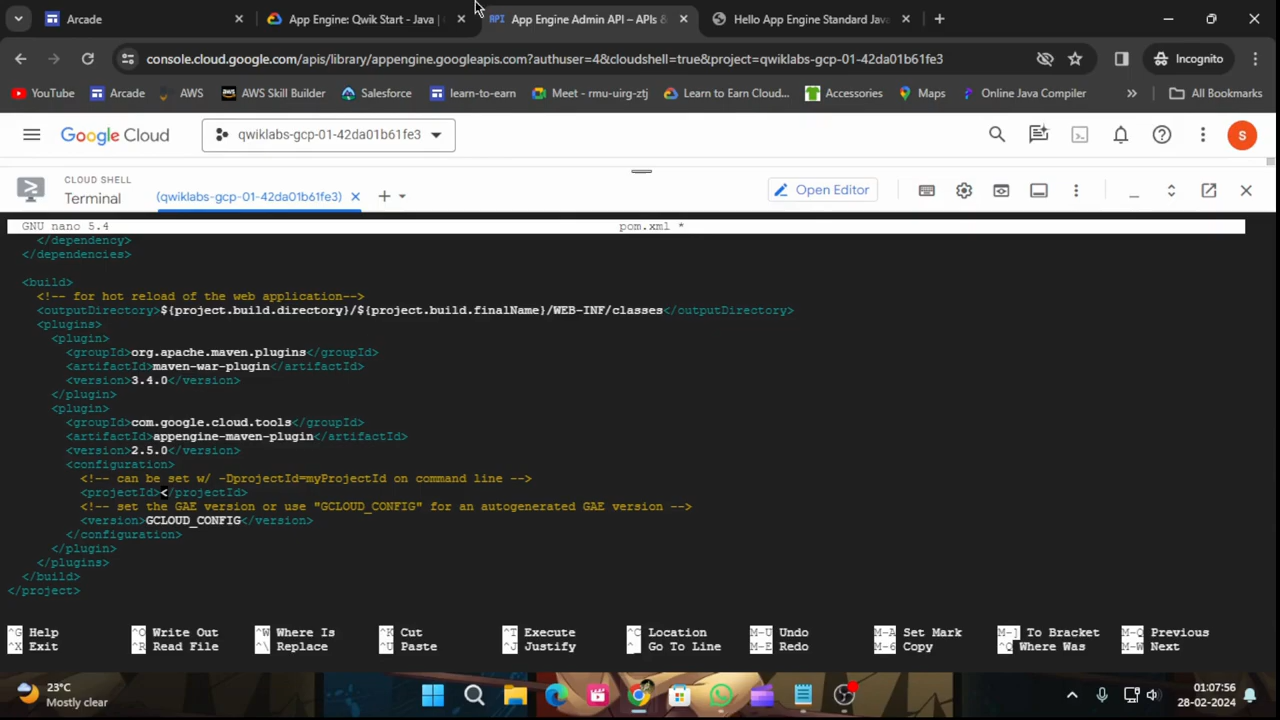 Arcade
App Engine: Qwik Start - Java |
API App Engine Admin API – APIs &
Hello App Engine Standard Java
console.cloud.google.com/apis/library/appengine.googleapis.com?authuser=4&cloudshell=true&project=qwiklabs-gcp-01-42da01b61fe3
Incognito
YouTube Arcade AWS AWS Skill Builder Salesforce learn-to-earn Meet - rmu-uirg-ztj Learn to Earn Cloud... Accessories Maps Online Java Compiler » All Bookmarks
Google Cloud qwiklabs-gcp-01-42da01b61fe3 S
CLOUD SHELL
Terminal (qwiklabs-gcp-01-42da01b61fe3) Open Editor
GNU nano 5.4 pom.xml *
</dependency>
</dependencies>
<build>
<!-- for hot reload of the web application-->
<outputDirectory>${project.build.directory}/${project.build.finalName}/WEB-INF/classes</outputDirectory>
<plugins>
<plugin>
<groupId>org.apache.maven.plugins</groupId>
<artifactId>maven-war-plugin</artifactId>
<version>3.4.0</version>
</plugin>
<plugin>
<groupId>com.google.cloud.tools</groupId>
<artifactId>appengine-maven-plugin</artifactId>
<version>2.5.0</version>
<configuration>
<!-- can be set w/ -DprojectId=myProjectId on command line -->
<projectId></projectId>
<!-- set the GAE version or use "GCLOUD_CONFIG" for an autogenerated GAE version -->
<version>GCLOUD_CONFIG</version>
</configuration>
</plugin>
</plugins>
</build>
</project>
^G Help ^O Write Out ^W Where Is ^K Cut ^T Execute ^C Location M-U Undo M-A Set Mark M-] To Bracket M-Q Previous
^X Exit ^R Read File ^\ Replace ^U Paste ^J Justify ^_ Go To Line M-E Redo M-6 Copy ^Q Where Was M-W Next
23°C
Mostly clear
01:07:56
28-02-2024